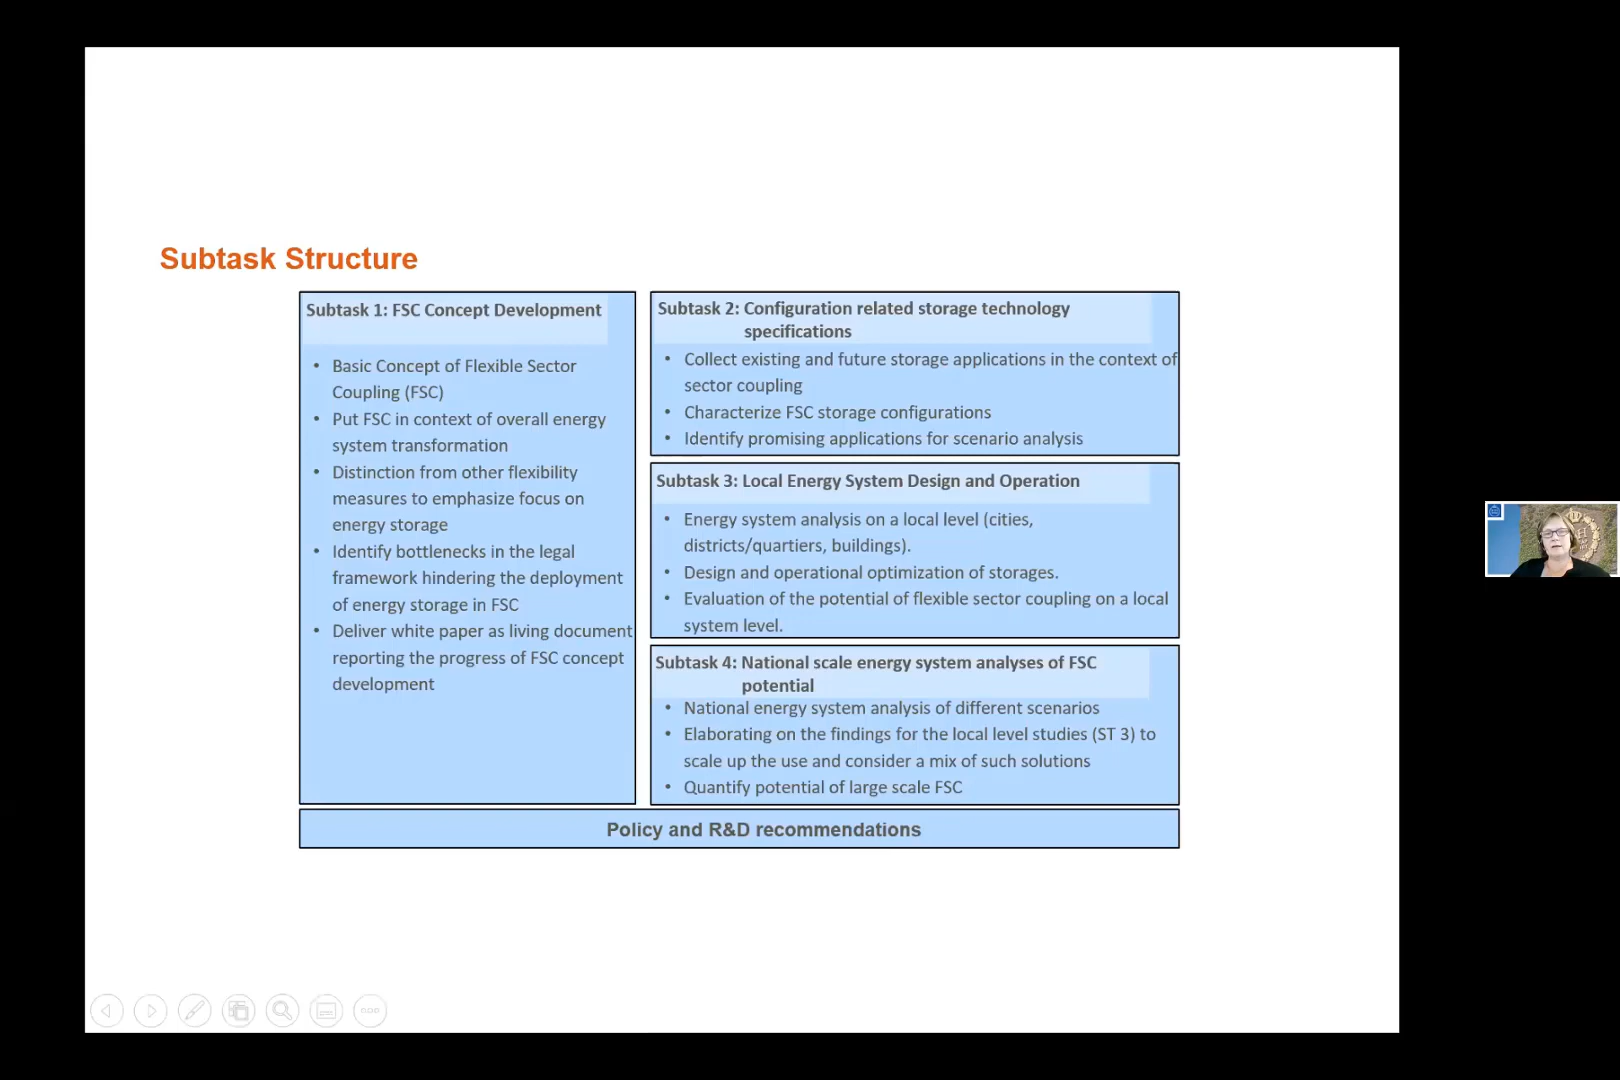 Subtask Structure
Subtask 1: FSC Concept Development
• Basic Concept of Flexible Sector
Coupling (FSC)
• Put FSC in context of overall energy
system transformation
• Distinction from other flexibility
measures to emphasize focus on
energy storage
• Identify bottlenecks in the legal
framework hindering the deployment
of energy storage in FSC
• Deliver white paper as living document
reporting the progress of FSC concept
development
Subtask 2: Configuration related storage technology
specifications
• Collect existing and future storage applications in the context of
sector coupling
• Characterize FSC storage configurations
• Identify promising applications for scenario analysis
Subtask 3: Local Energy System Design and Operation
• Energy system analysis on a local level (cities,
districts/quartiers, buildings).
• Design and operational optimization of storages.
• Evaluation of the potential of flexible sector coupling on a local
system level.
Subtask 4: National scale energy system analyses of FSC
potential
• National energy system analysis of different scenarios
• Elaborating on the findings for the local level studies (ST 3) to
scale up the use and consider a mix of such solutions
• Quantify potential of large scale FSC
Policy and R&D recommendations